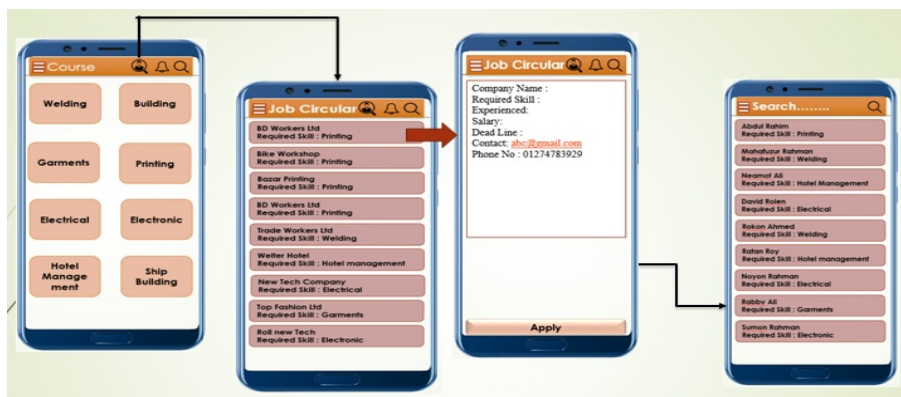 Course
Welding
Building
Garments
Printing
Electrical
Electronic
Hotel
Manage
ment
Ship
Building
Job Circular
BD Workers Ltd
Required Skill : Printing
Bike Workshop
Required Skill : Printing
Bazar Printing
Required Skill : Printing
BD Workers Ltd
Required Skill : Printing
Trade Workers Ltd
Required Skill : Welding
Welter Hotel
Required Skill : Hotel management
New Tech Company
Required Skill : Electrical
Top Fashion Ltd
Required Skill : Garments
Roll new Tech
Required Skill : Electronic
Job Circular
Company Name :
Required Skill :
Experienced:
Salary:
Dead Line :
Contact: abc@gmail.com
Phone No : 01274783929
Apply
Search........
Abdul Rahim
Required Skill : Printing
Mahafuzur Rahman
Required Skill : Welding
Neamot Ali
Required Skill : Hotel Management
David Rolen
Required Skill : Electrical
Rokon Ahmed
Required Skill : Welding
Ratan Roy
Required Skill : Hotel management
Noyon Rahman
Required Skill : Electrical
Rabby Ali
Required Skill : Garments
Sumon Rahman
Required Skill : Electronic